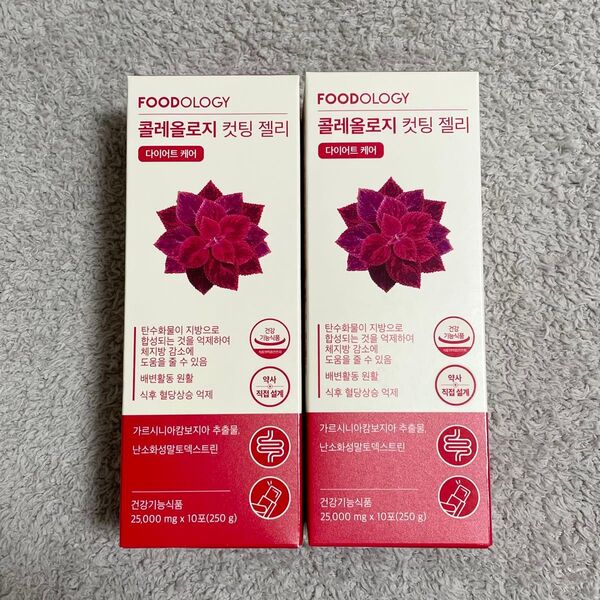 FOODOLOGY
콜레올로지 컷팅 젤리
다이어트 케어
탄수화물이 지방으로
합성되는 것을 억제하여
체지방 감소에
도움을 줄 수 있음
배변활동 원활
식후 혈당상승 억제
건강
기능식품
약사
직접 설계
가르시니아캄보지아 추출물,
난소화성말토덱스트린
건강기능식품
25,000 mg x 10포(250 g)
FOODOLOGY
콜레올로지 컷팅 젤리
다이어트 케어
탄수화물이 지방으로
합성되는 것을 억제하여
체지방 감소에
도움을 줄 수 있음
배변활동 원활
식후 혈당상승 억제
건강
기능식품
약사
직접 설계
가르시니아캄보지아 추출물,
난소화성말토덱스트린
건강기능식품
25,000 mg x 10포(250 g)